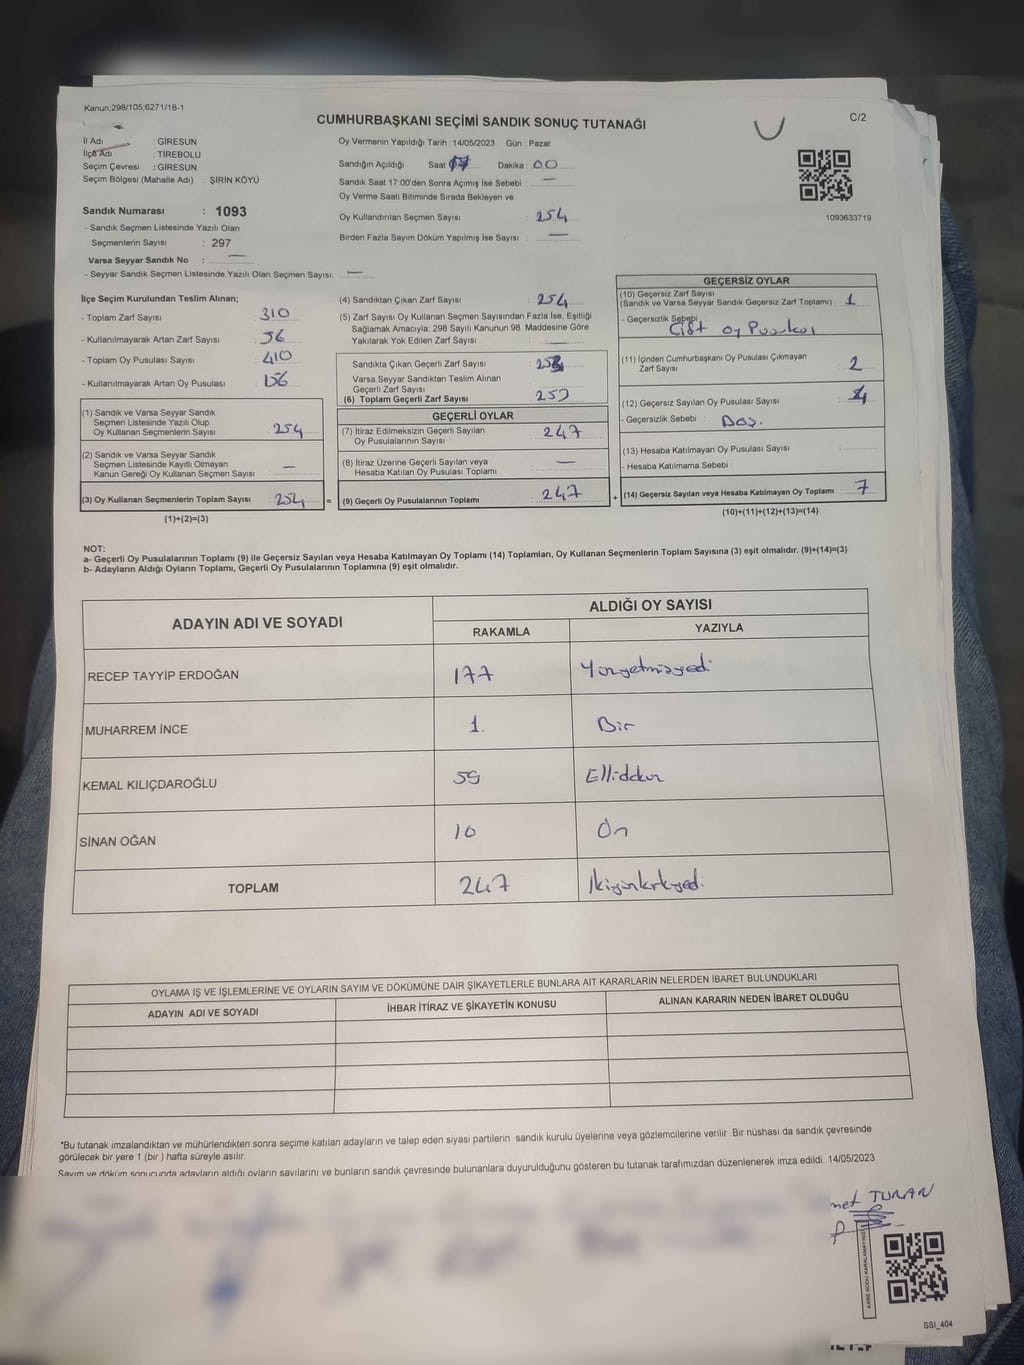 Kanun;298/105;6271/18-1
CUMHURBAŞKANI SEÇİMİ SANDIK SONUÇ TUTANAĞI
C/2
İl Adı : GİRESUN
İlçe Adı : TİREBOLU
Seçim Çevresi : GİRESUN
Seçim Bölgesi (Mahalle Adı) : ŞİRİN KÖYÜ
Sandık Numarası : 1093
- Sandık Seçmen Listesinde Yazılı Olan
Seçmenlerin Sayısı : 297
Varsa Seyyar Sandık No : —
- Seyyar Sandık Seçmen Listesinde Yazılı Olan Seçmen Sayısı: —
Oy Vermenin Yapıldığı Tarih : 14/05/2023 Gün : Pazar
Sandığın Açıldığı Saat Dakika : 00
Sandık Saat 17:00'den Sonra Açımış İse Sebebi : —
Oy Verme Saati Bitiminde Sırada Bekleyen ve
Oy Kullandırılan Seçmen Sayısı : 254
Birden Fazla Sayım Döküm Yapılmış İse Sayısı : —
1093633719
İlçe Seçim Kurulundan Teslim Alınan;
- Toplam Zarf Sayısı : 310
- Kullanılmayarak Artan Zarf Sayısı : 56
- Toplam Oy Pusulası Sayısı : 410
- Kullanılmayarak Artan Oy Pusulası : 156
(1) Sandık ve Varsa Seyyar Sandık
Seçmen Listesinde Yazılı Olup
Oy Kullanan Seçmenlerin Sayısı : 254
(2) Sandık ve Varsa Seyyar Sandık
Seçmen Listesinde Kayıtlı Olmayan
Kanun Gereği Oy Kullanan Seçmen Sayısı : —
(3) Oy Kullanan Seçmenlerin Toplam Sayısı : 254 =
(1)+(2)=(3)
(4) Sandıktan Çıkan Zarf Sayısı : 254
(5) Zarf Sayısı Oy Kullanan Seçmen Sayısından Fazla İse, Eşitliği
Sağlamak Amacıyla; 298 Sayılı Kanunun 98. Maddesine Göre
Yakılarak Yok Edilen Zarf Sayısı : —
Sandıkta Çıkan Geçerli Zarf Sayısı : 253
Varsa Seyyar Sandıktan Teslim Alınan
Geçerli Zarf Sayısı
(6) Toplam Geçerli Zarf Sayısı : 253
GEÇERLİ OYLAR
(7) İtiraz Edilmeksizin Geçerli Sayılan
Oy Pusulalarının Sayısı : 247
(8) İtiraz Üzerine Geçerli Sayılan veya
Hesaba Katılan Oy Pusulası Toplamı : —
(9) Geçerli Oy Pusulalarının Toplamı : 247 +
GEÇERSİZ OYLAR
(10) Geçersiz Zarf Sayısı
(Sandık ve Varsa Seyyar Sandık Geçersiz Zarf Toplamı) : 1
- Geçersizlik Sebebi : Çift oy Pusulası
(11) İçinden Cumhurbaşkanı Oy Pusulası Çıkmayan
Zarf Sayısı : 2
(12) Geçersiz Sayılan Oy Pusulası Sayısı : 4
- Geçersizlik Sebebi : Boş.
(13) Hesaba Katılmayan Oy Pusulası Sayısı :
- Hesaba Katılmama Sebebi :
(14) Geçersiz Sayılan veya Hesaba Katılmayan Oy Toplamı : 7
(10)+(11)+(12)+(13)=(14)
NOT:
a- Geçerli Oy Pusulalarının Toplamı (9) ile Geçersiz Sayılan veya Hesaba Katılmayan Oy Toplamı (14) Toplamları, Oy Kullanan Seçmenlerin Toplam Sayısına (3) eşit olmalıdır. (9)+(14)=(3)
b- Adayların Aldığı Oyların Toplamı, Geçerli Oy Pusulalarının Toplamına (9) eşit olmalıdır.
ADAYIN ADI VE SOYADI
ALDIĞI OY SAYISI
RAKAMLA YAZIYLA
RECEP TAYYİP ERDOĞAN 177 Yüzyetmişyedi
MUHARREM İNCE 1. Bir
KEMAL KILIÇDAROĞLU 59 Ellidokuz
SİNAN OĞAN 10 On
TOPLAM 247 İkiyüzkırkyedi
OYLAMA İŞ VE İŞLEMLERİNE VE OYLARIN SAYIM VE DÖKÜMÜNE DAİR ŞİKAYETLERLE BUNLARA AİT KARARLARIN NELERDEN İBARET BULUNDUKLARI
ADAYIN ADI VE SOYADI İHBAR İTİRAZ VE ŞİKAYETİN KONUSU ALINAN KARARIN NEDEN İBARET OLDUĞU
*Bu tutanak imzalandıktan ve mühürlendikten sonra seçime katılan adayların ve talep eden siyasi partilerin sandık kurulu üyelerine veya gözlemcilerine verilir. Bir nüshası da sandık çevresinde
görülecek bir yere 1 (bir ) hafta süreyle asılır.
Sayım ve döküm sonucunda adayların aldığı oyların sayılarını ve bunların sandık çevresinde bulunanlara duyurulduğunu gösteren bu tutanak tarafımızdan düzenlenerek imza edildi. 14/05/2023
met TURAN
KARE KODU KARALAMAYINIZ
SSI_404